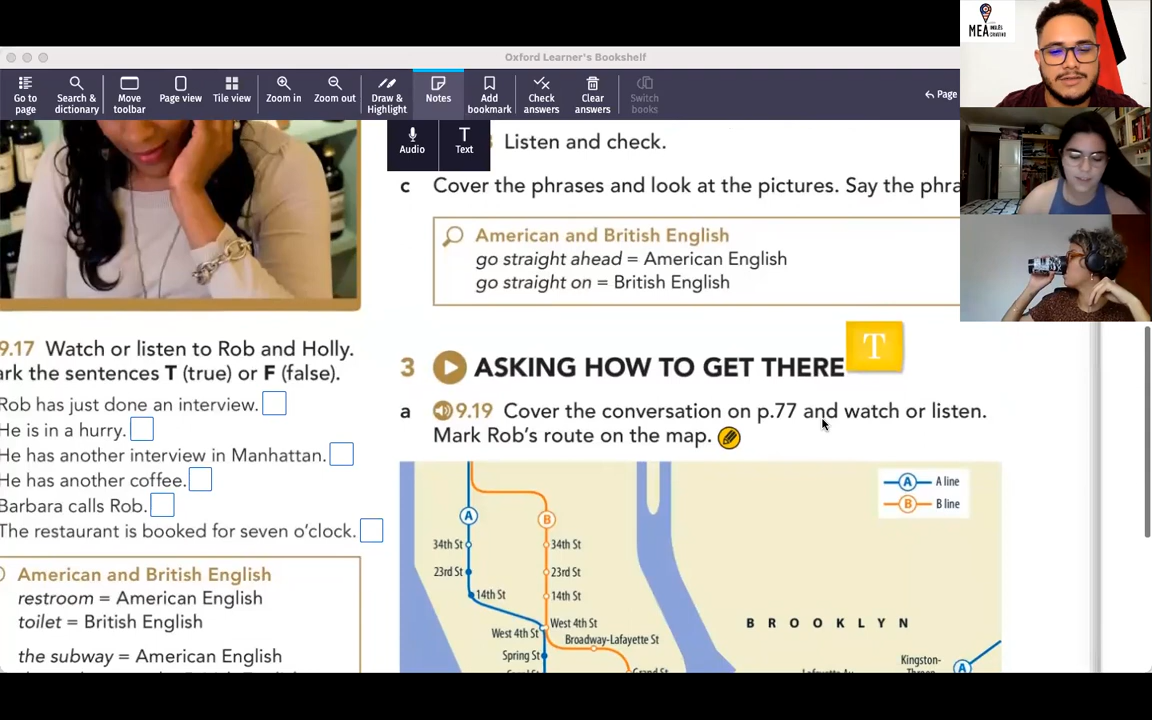 Oxford Learner's Bookshelf
MEA INGLÊS
CRIATIVO
Go to
page
Search &
dictionary
Move
toolbar
Page view
Tile view
Zoom in
Zoom out
Draw &
Highlight
Notes
Add
bookmark
Check
answers
Clear
answers
Switch
books
Page
Audio
T
Text
Listen and check.
c Cover the phrases and look at the pictures. Say the phra
American and British English
go straight ahead = American English
go straight on = British English
9.17 Watch or listen to Rob and Holly.
ark the sentences T (true) or F (false).
Rob has just done an interview.
He is in a hurry.
He has another interview in Manhattan.
He has another coffee.
Barbara calls Rob.
The restaurant is booked for seven o'clock.
American and British English
restroom = American English
toilet = British English
the subway = American English
3 ASKING HOW TO GET THERE
T
a 9.19 Cover the conversation on p.77 and watch or listen.
Mark Rob's route on the map.
A A line
B B line
A
B
34th St
34th St
23rd St
23rd St
14th St
14th St
West 4th St
West 4th St
Broadway-Lafayette St
Spring St
Grand St
BROOKLYN
Lafayette Av
Kingston-
Throop
A